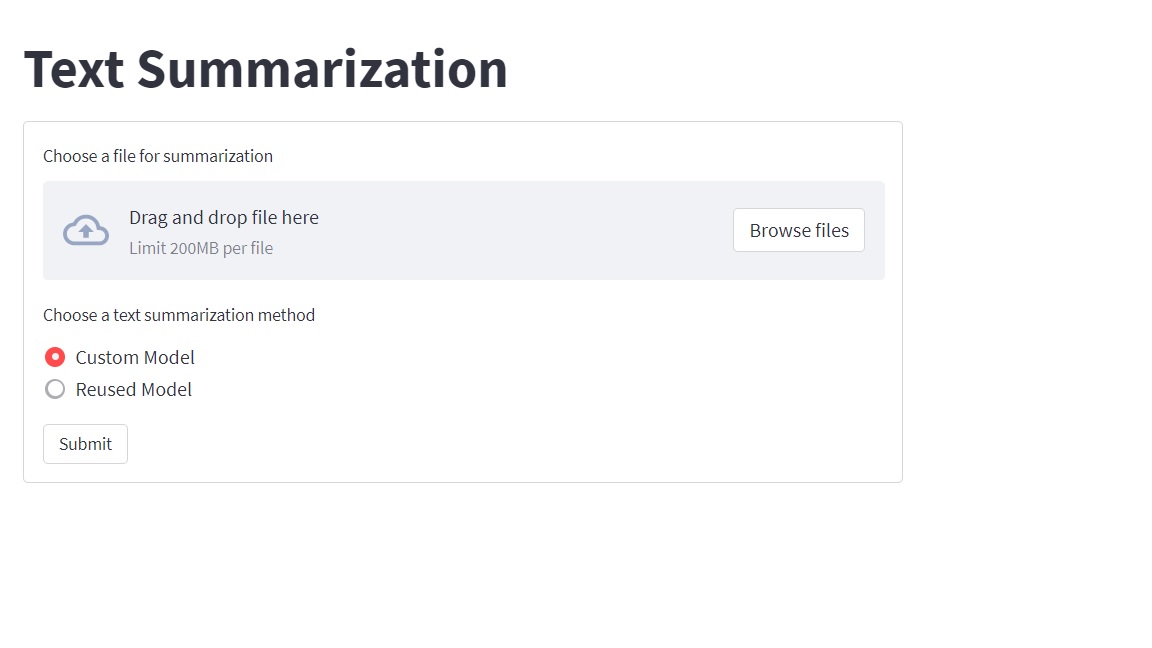 Text Summarization
Choose a file for summarization
Drag and drop file here
Limit 200MB per file
Browse files
Choose a text summarization method
Custom Model
Reused Model
Submit